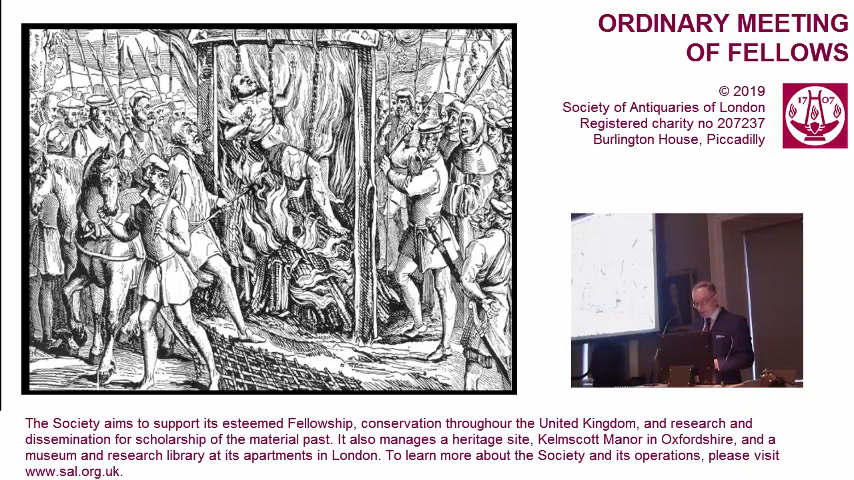 ORDINARY MEETING
OF FELLOWS
© 2019
Society of Antiquaries of London
Registered charity no 207237
Burlington House, Piccadilly
17 07
The Society aims to support its esteemed Fellowship, conservation throughour the United Kingdom, and research and
dissemination for scholarship of the material past. It also manages a heritage site, Kelmscott Manor in Oxfordshire, and a
museum and research library at its apartments in London. To learn more about the Society and its operations, please visit
www.sal.org.uk.